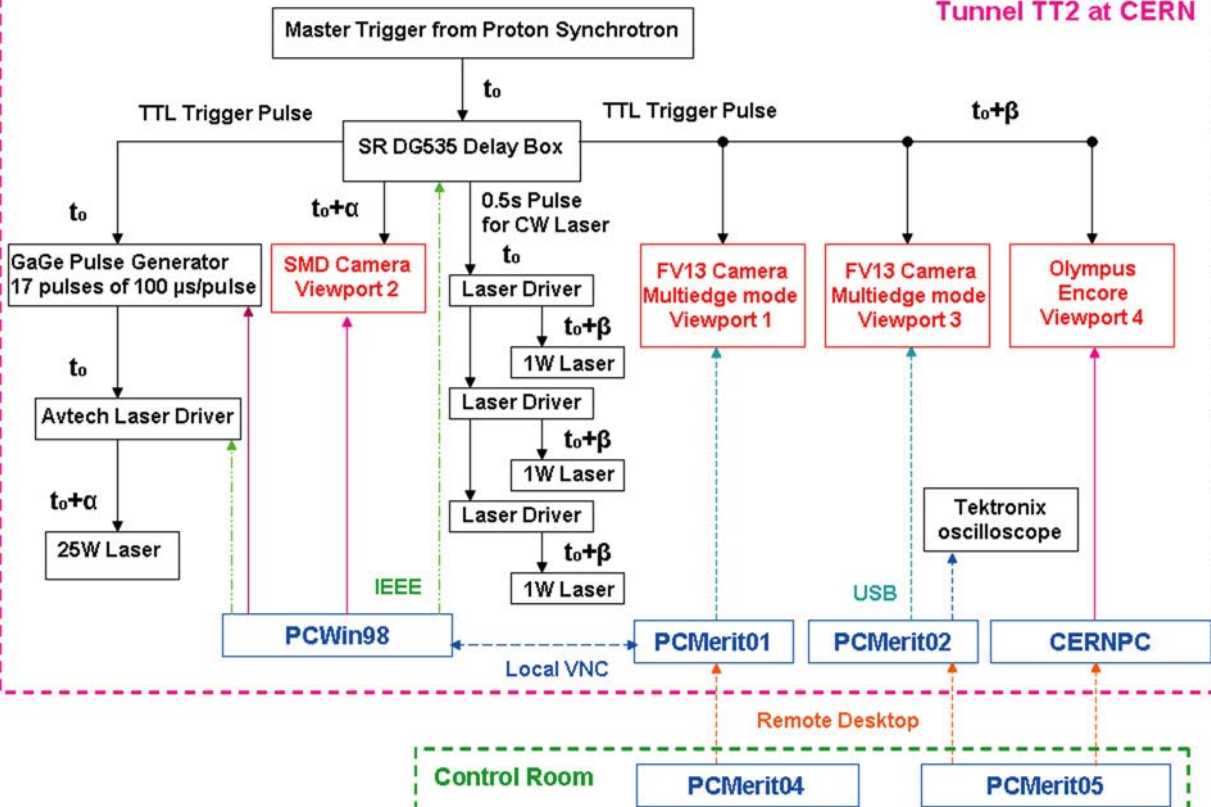 Tunnel TT2 at CERN
Master Trigger from Proton Synchrotron
t₀
TTL Trigger Pulse
SR DG535 Delay Box
TTL Trigger Pulse
t₀+β
t₀
t₀+α
0.5s Pulse
for CW Laser
t₀
GaGe Pulse Generator
17 pulses of 100 µs/pulse
SMD Camera
Viewport 2
Laser Driver
t₀+β
1W Laser
FV13 Camera
Multiedge mode
Viewport 1
FV13 Camera
Multiedge mode
Viewport 3
Olympus
Encore
Viewport 4
t₀
Avtech Laser Driver
Laser Driver
t₀+β
1W Laser
t₀+α
25W Laser
Laser Driver
t₀+β
1W Laser
Tektronix
oscilloscope
IEEE
USB
PCWin98
Local VNC
PCMerit01
PCMerit02
CERNPC
Remote Desktop
Control Room
PCMerit04
PCMerit05